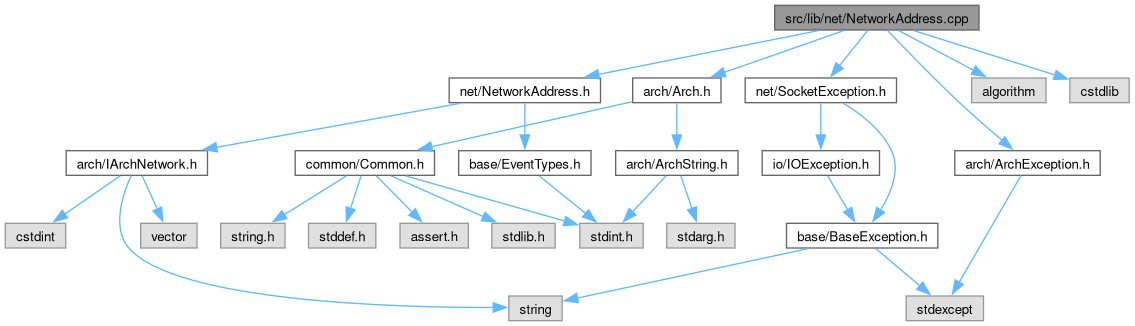 src/lib/net/NetworkAddress.cpp
net/NetworkAddress.h
arch/Arch.h
net/SocketException.h
algorithm
cstdlib
arch/IArchNetwork.h
common/Common.h
base/EventTypes.h
arch/ArchString.h
io/IOException.h
arch/ArchException.h
cstdint
vector
string.h
stddef.h
assert.h
stdlib.h
stdint.h
stdarg.h
base/BaseException.h
string
stdexcept